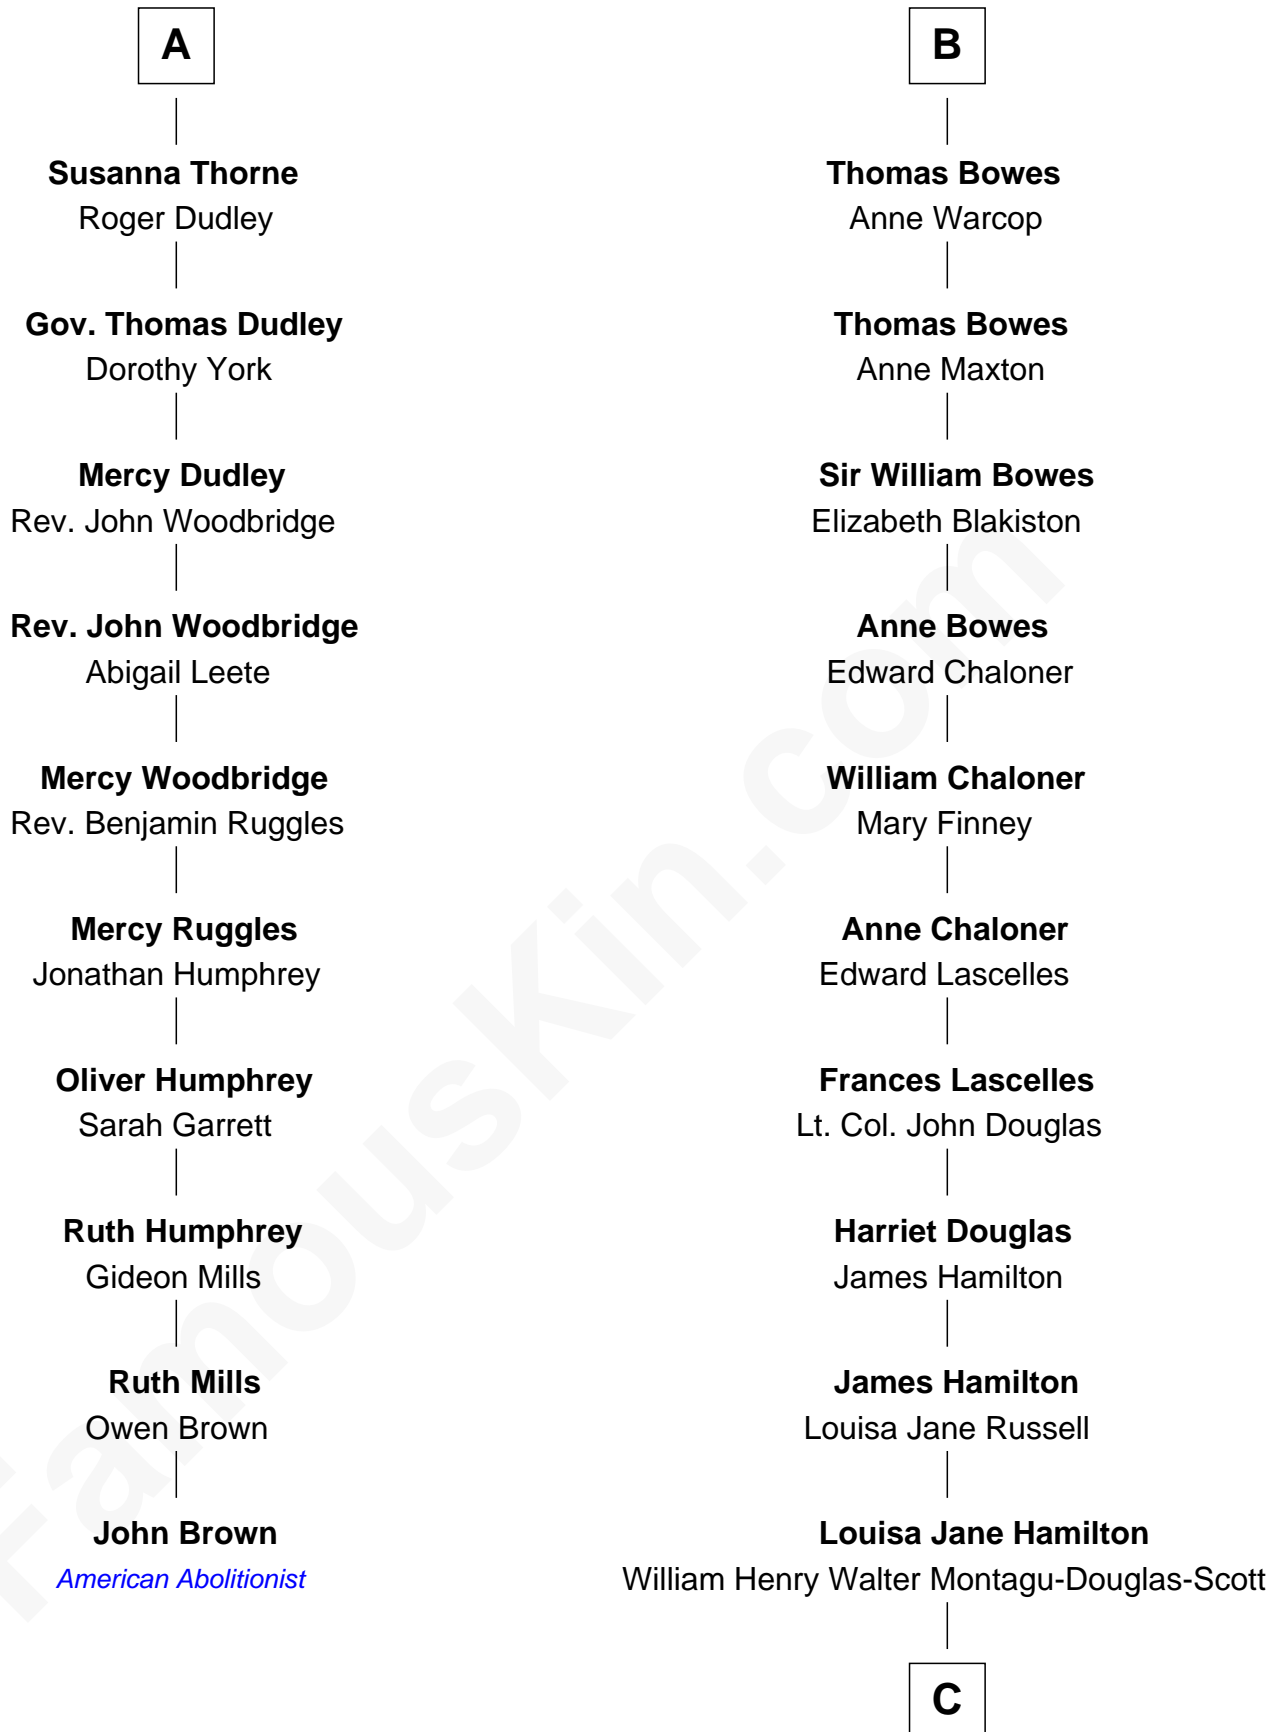 A
Susanna Thorne
Roger Dudley
Gov. Thomas Dudley
Dorothy York
Mercy Dudley
Rev. John Woodbridge
Rev. John Woodbridge
Abigail Leete
Mercy Woodbridge
Rev. Benjamin Ruggles
Mercy Ruggles
Jonathan Humphrey
Oliver Humphrey
Sarah Garrett
Ruth Humphrey
Gideon Mills
Ruth Mills
Owen Brown
John Brown
American Abolitionist
B
Thomas Bowes
Anne Warcop
Thomas Bowes
Anne Maxton
Sir William Bowes
Elizabeth Blakiston
Anne Bowes
Edward Chaloner
William Chaloner
Mary Finney
Anne Chaloner
Edward Lascelles
Frances Lascelles
Lt. Col. John Douglas
Harriet Douglas
James Hamilton
James Hamilton
Louisa Jane Russell
Louisa Jane Hamilton
William Henry Walter Montagu-Douglas-Scott
C
FamousKin.com